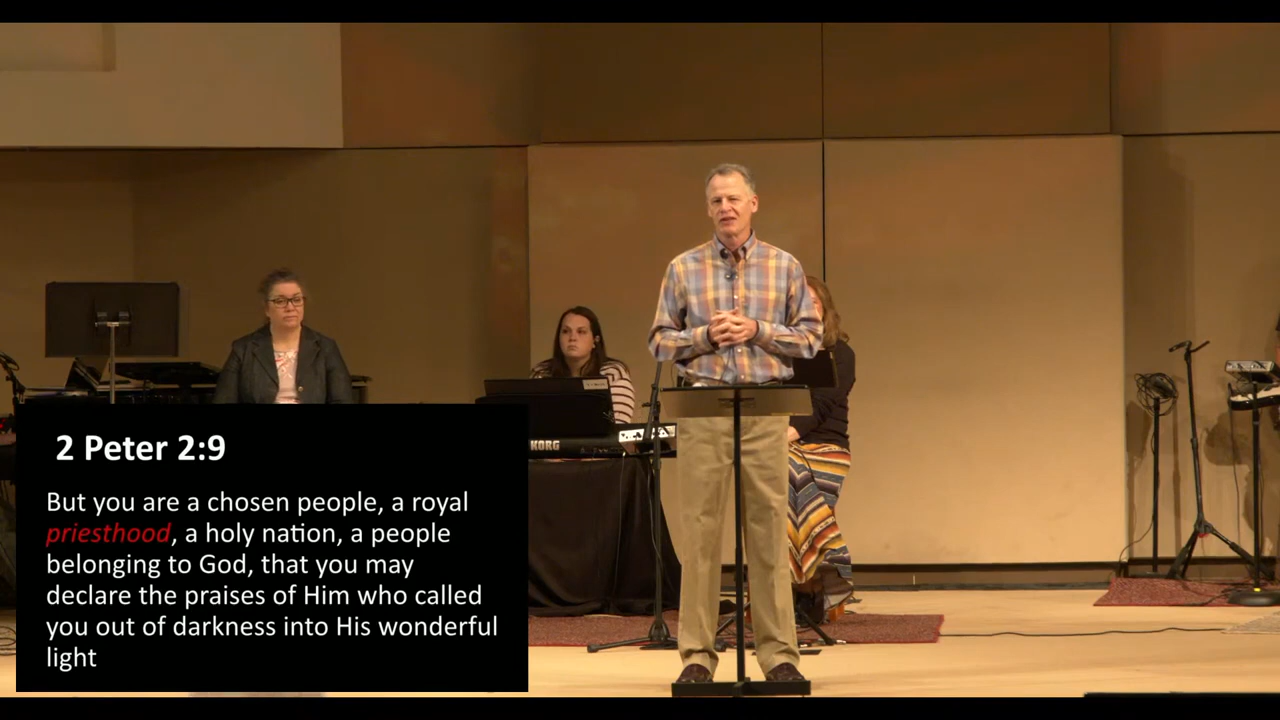 2 Peter 2:9
But you are a chosen people, a royal
priesthood, a holy nation, a people
belonging to God, that you may
declare the praises of Him who called
you out of darkness into His wonderful
light
KORG